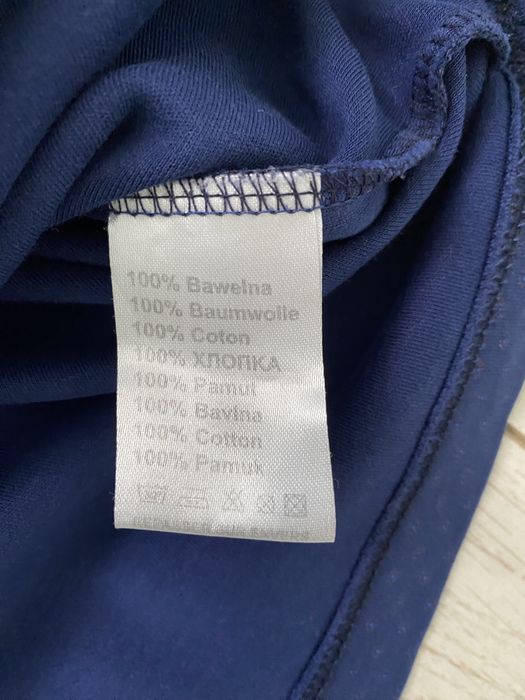 100% Bawełna
100% Baumwolle
100% Coton
100% ХЛОПКА
100% Pamut
100% Bavlna
100% Cotton
100% Pamuk